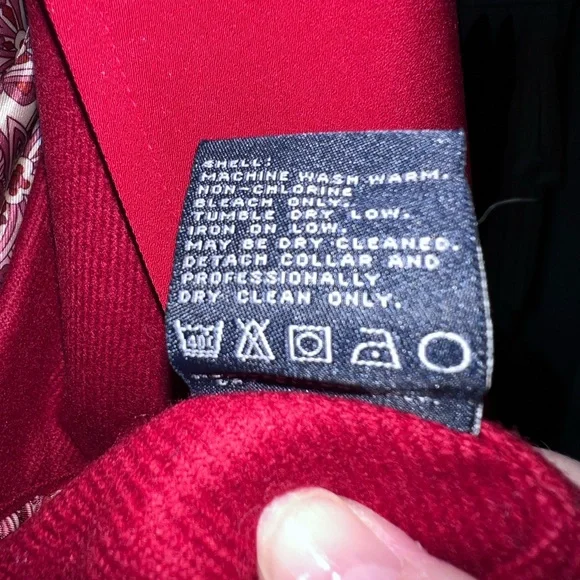 SHELL:
MACHINE WASH WARM.
NON-CHLORINE
BLEACH ONLY.
TUMBLE DRY LOW.
IRON ON LOW.
MAY BE DRY CLEANED.
DETACH COLLAR AND
PROFESSIONALLY
DRY CLEAN ONLY.